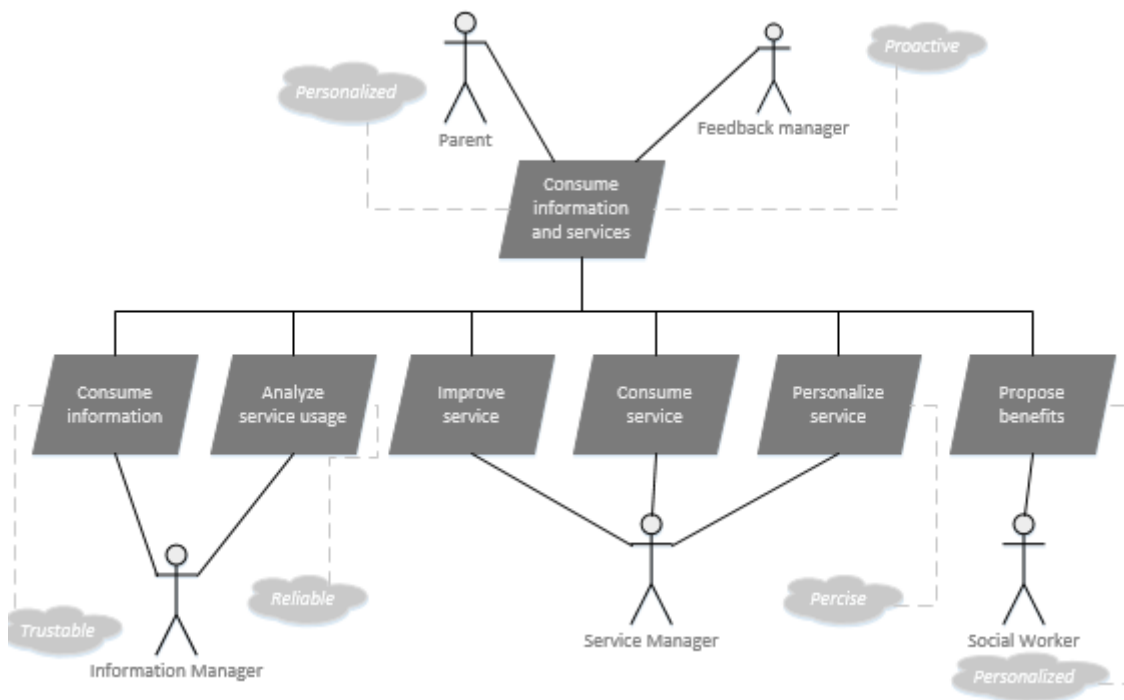 Proactive
Personalized
Parent
Feedback manager
Consume
information
and services
Consume
information
Analyze
service usage
Improve
service
Consume
service
Personalize
service
Propose
benefits
Trustable
Reliable
Percise
Information Manager
Service Manager
Social Worker
Personalized